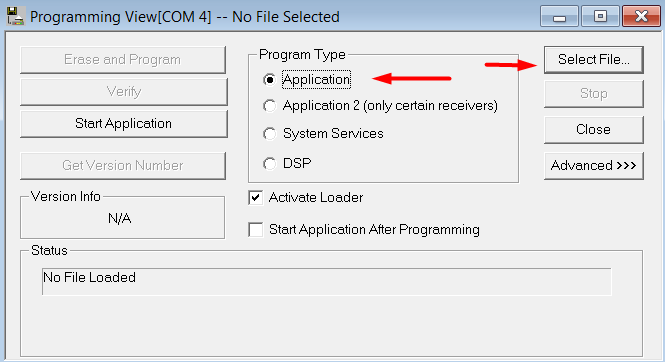 Programming View[COM 4] -- No File Selected
Erase and Program
Verify
Start Application
Get Version Number
Version Info
N/A
Program Type
Application
Application 2 (only certain receivers)
System Services
DSP
Activate Loader
Start Application After Programming
Select File...
Stop
Close
Advanced >>>
Status
No File Loaded